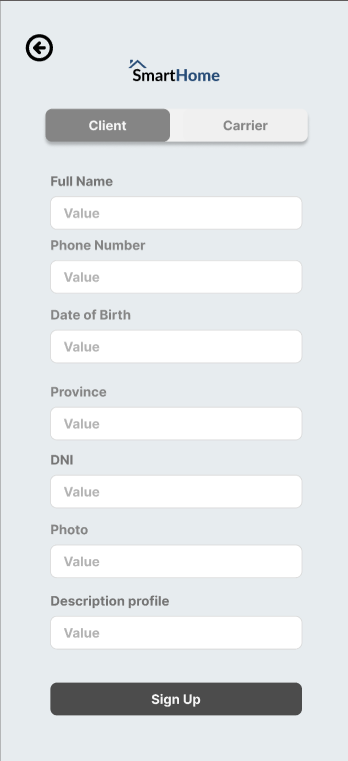 SmartHome
Client Carrier
Full Name
Value
Phone Number
Value
Date of Birth
Value
Province
Value
DNI
Value
Photo
Value
Description profile
Value
Sign Up